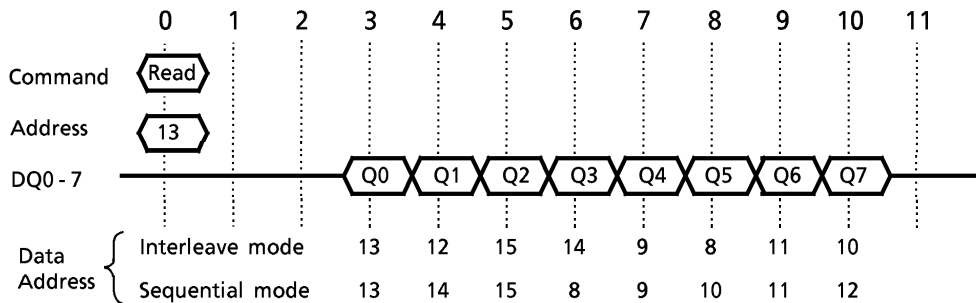 0 1 2 3 4 5 6 7 8 9 10 11
Command Read
Address 13
DQ0 - 7 Q0 Q1 Q2 Q3 Q4 Q5 Q6 Q7
Data Address
Interleave mode 13 12 15 14 9 8 11 10
Sequential mode 13 14 15 8 9 10 11 12